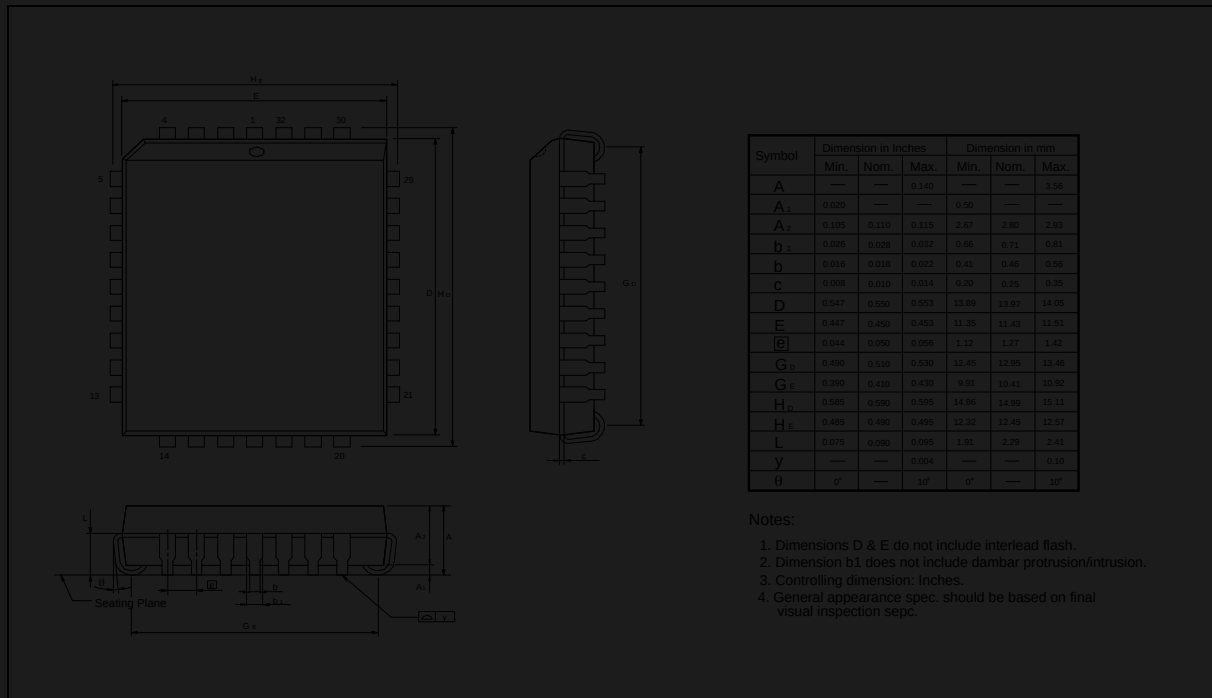 H E
E
4 1 32 30
5 29
D H D
G D
13 21
14 20
c
L
A 2 A
θ
e
b
A 1
Seating Plane
b 1
y
G E
Symbol Dimension in Inches Dimension in mm
Min. Nom. Max. Min. Nom. Max.
A — — 0.140 — — 3.56
A 1 0.020 — — 0.50 — —
A 2 0.105 0.110 0.115 2.67 2.80 2.93
b 1 0.026 0.028 0.032 0.66 0.71 0.81
b 0.016 0.018 0.022 0.41 0.46 0.56
c 0.008 0.010 0.014 0.20 0.25 0.35
D 0.547 0.550 0.553 13.89 13.97 14.05
E 0.447 0.450 0.453 11.35 11.43 11.51
e 0.044 0.050 0.056 1.12 1.27 1.42
G D 0.490 0.510 0.530 12.45 12.95 13.46
G E 0.390 0.410 0.430 9.91 10.41 10.92
H D 0.585 0.590 0.595 14.86 14.99 15.11
H E 0.485 0.490 0.495 12.32 12.45 12.57
L 0.075 0.090 0.095 1.91 2.29 2.41
y — — 0.004 — — 0.10
θ 0° — 10° 0° — 10°
Notes:
1. Dimensions D & E do not include interlead flash.
2. Dimension b1 does not include dambar protrusion/intrusion.
3. Controlling dimension: Inches.
4. General appearance spec. should be based on final
visual inspection sepc.